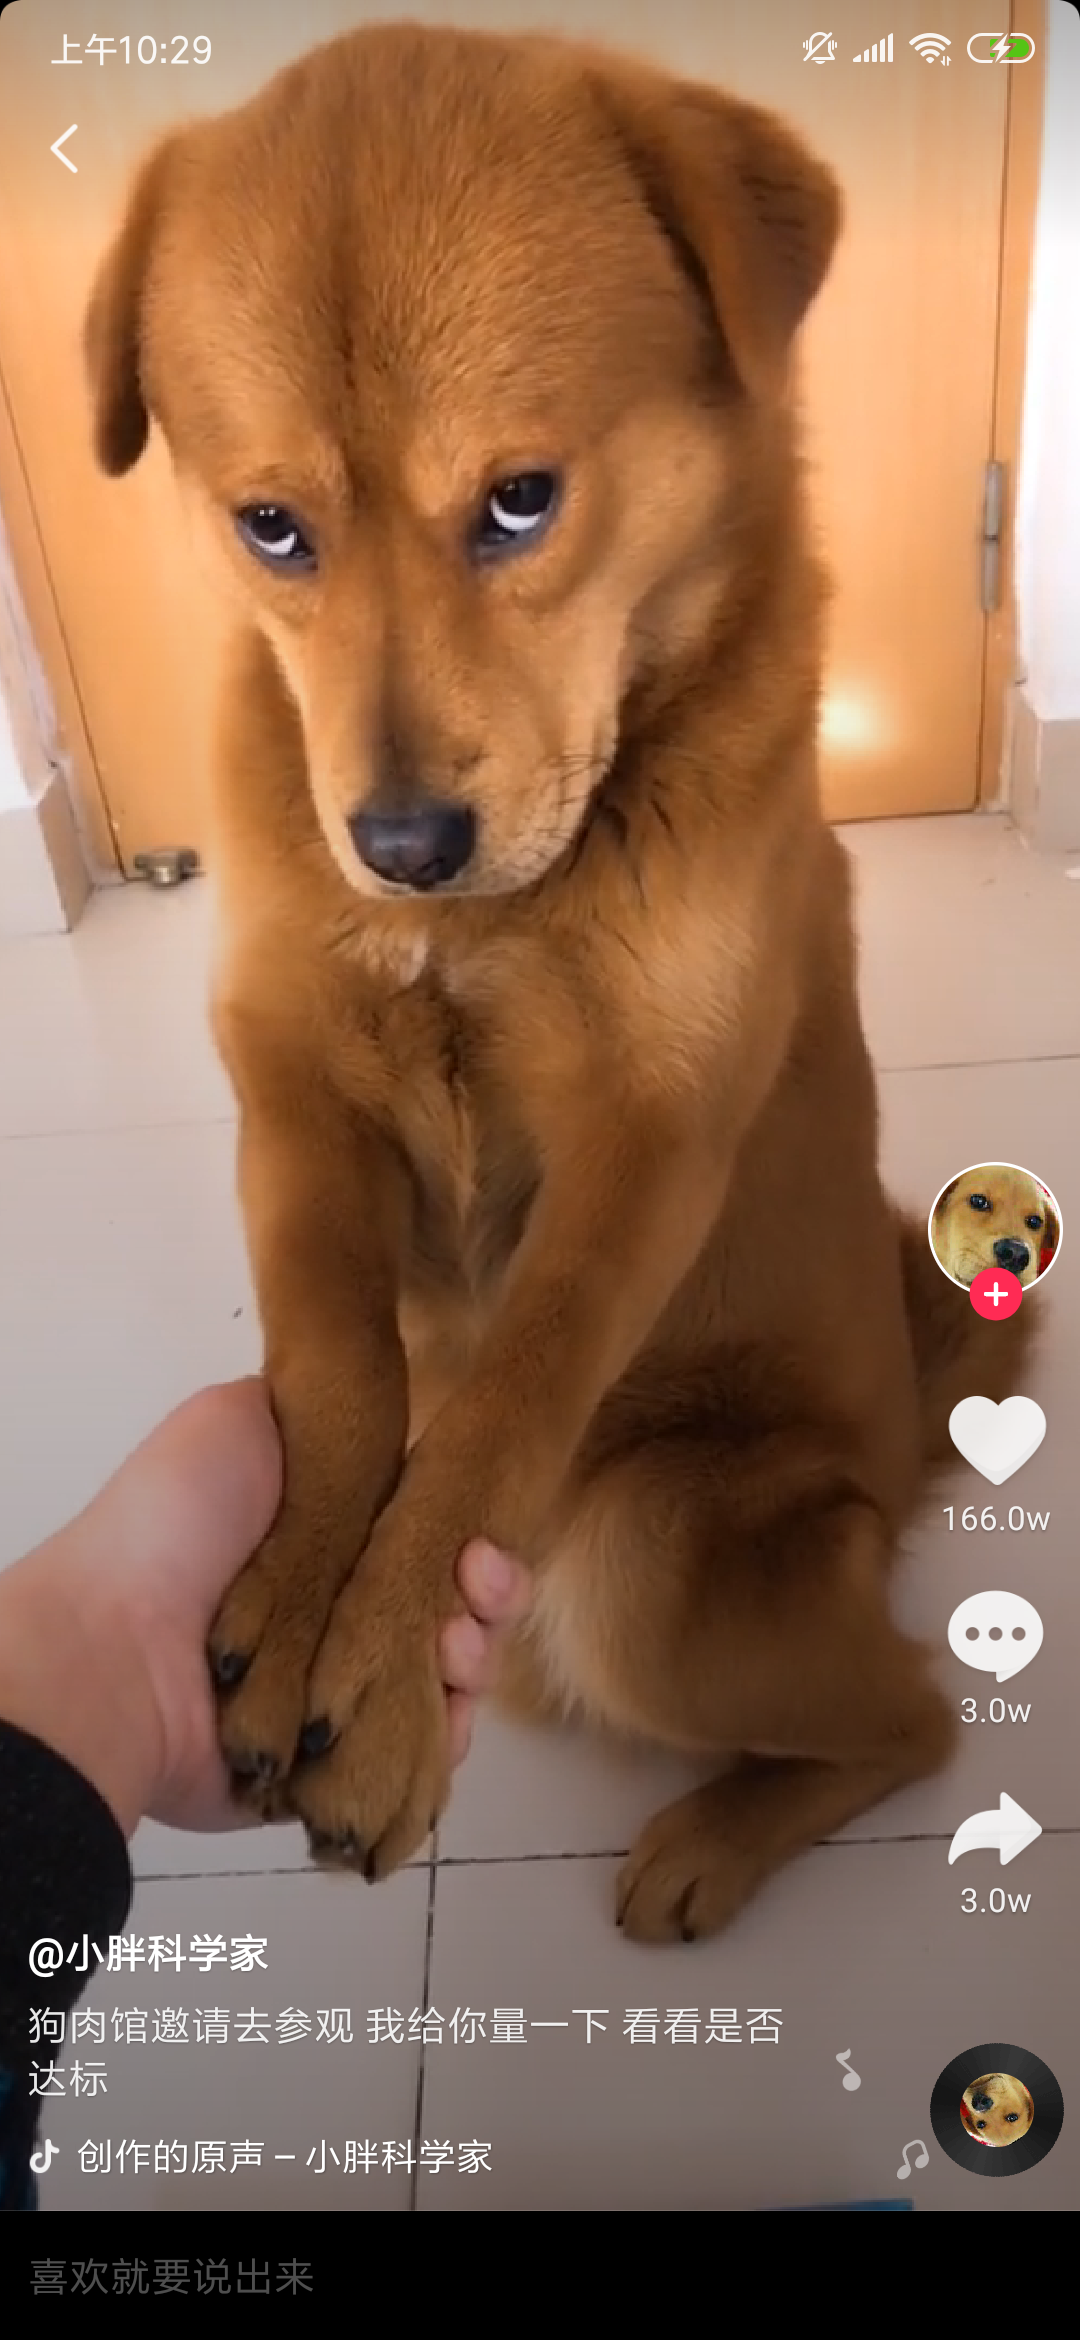 上午10:29
166.0w
3.0w
3.0w
@小胖科学家
狗肉馆邀请去参观 我给你量一下 看看是否
达标
创作的原声 – 小胖科学家
喜欢就要说出来